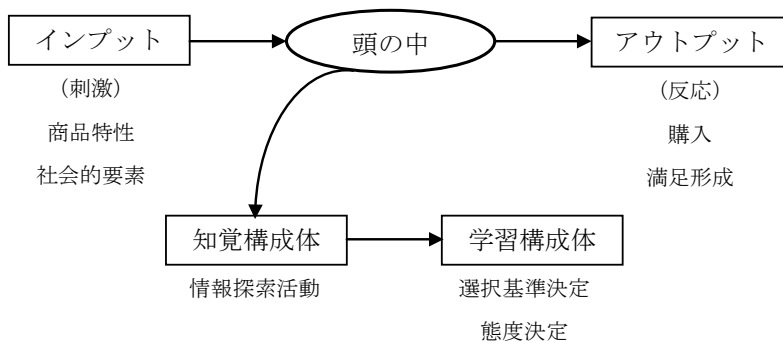 インプット
頭の中
アウトプット
(刺激)
商品特性
社会的要素
(反応)
購入
満足形成
知覚構成体
学習構成体
情報探索活動
選択基準決定
態度決定